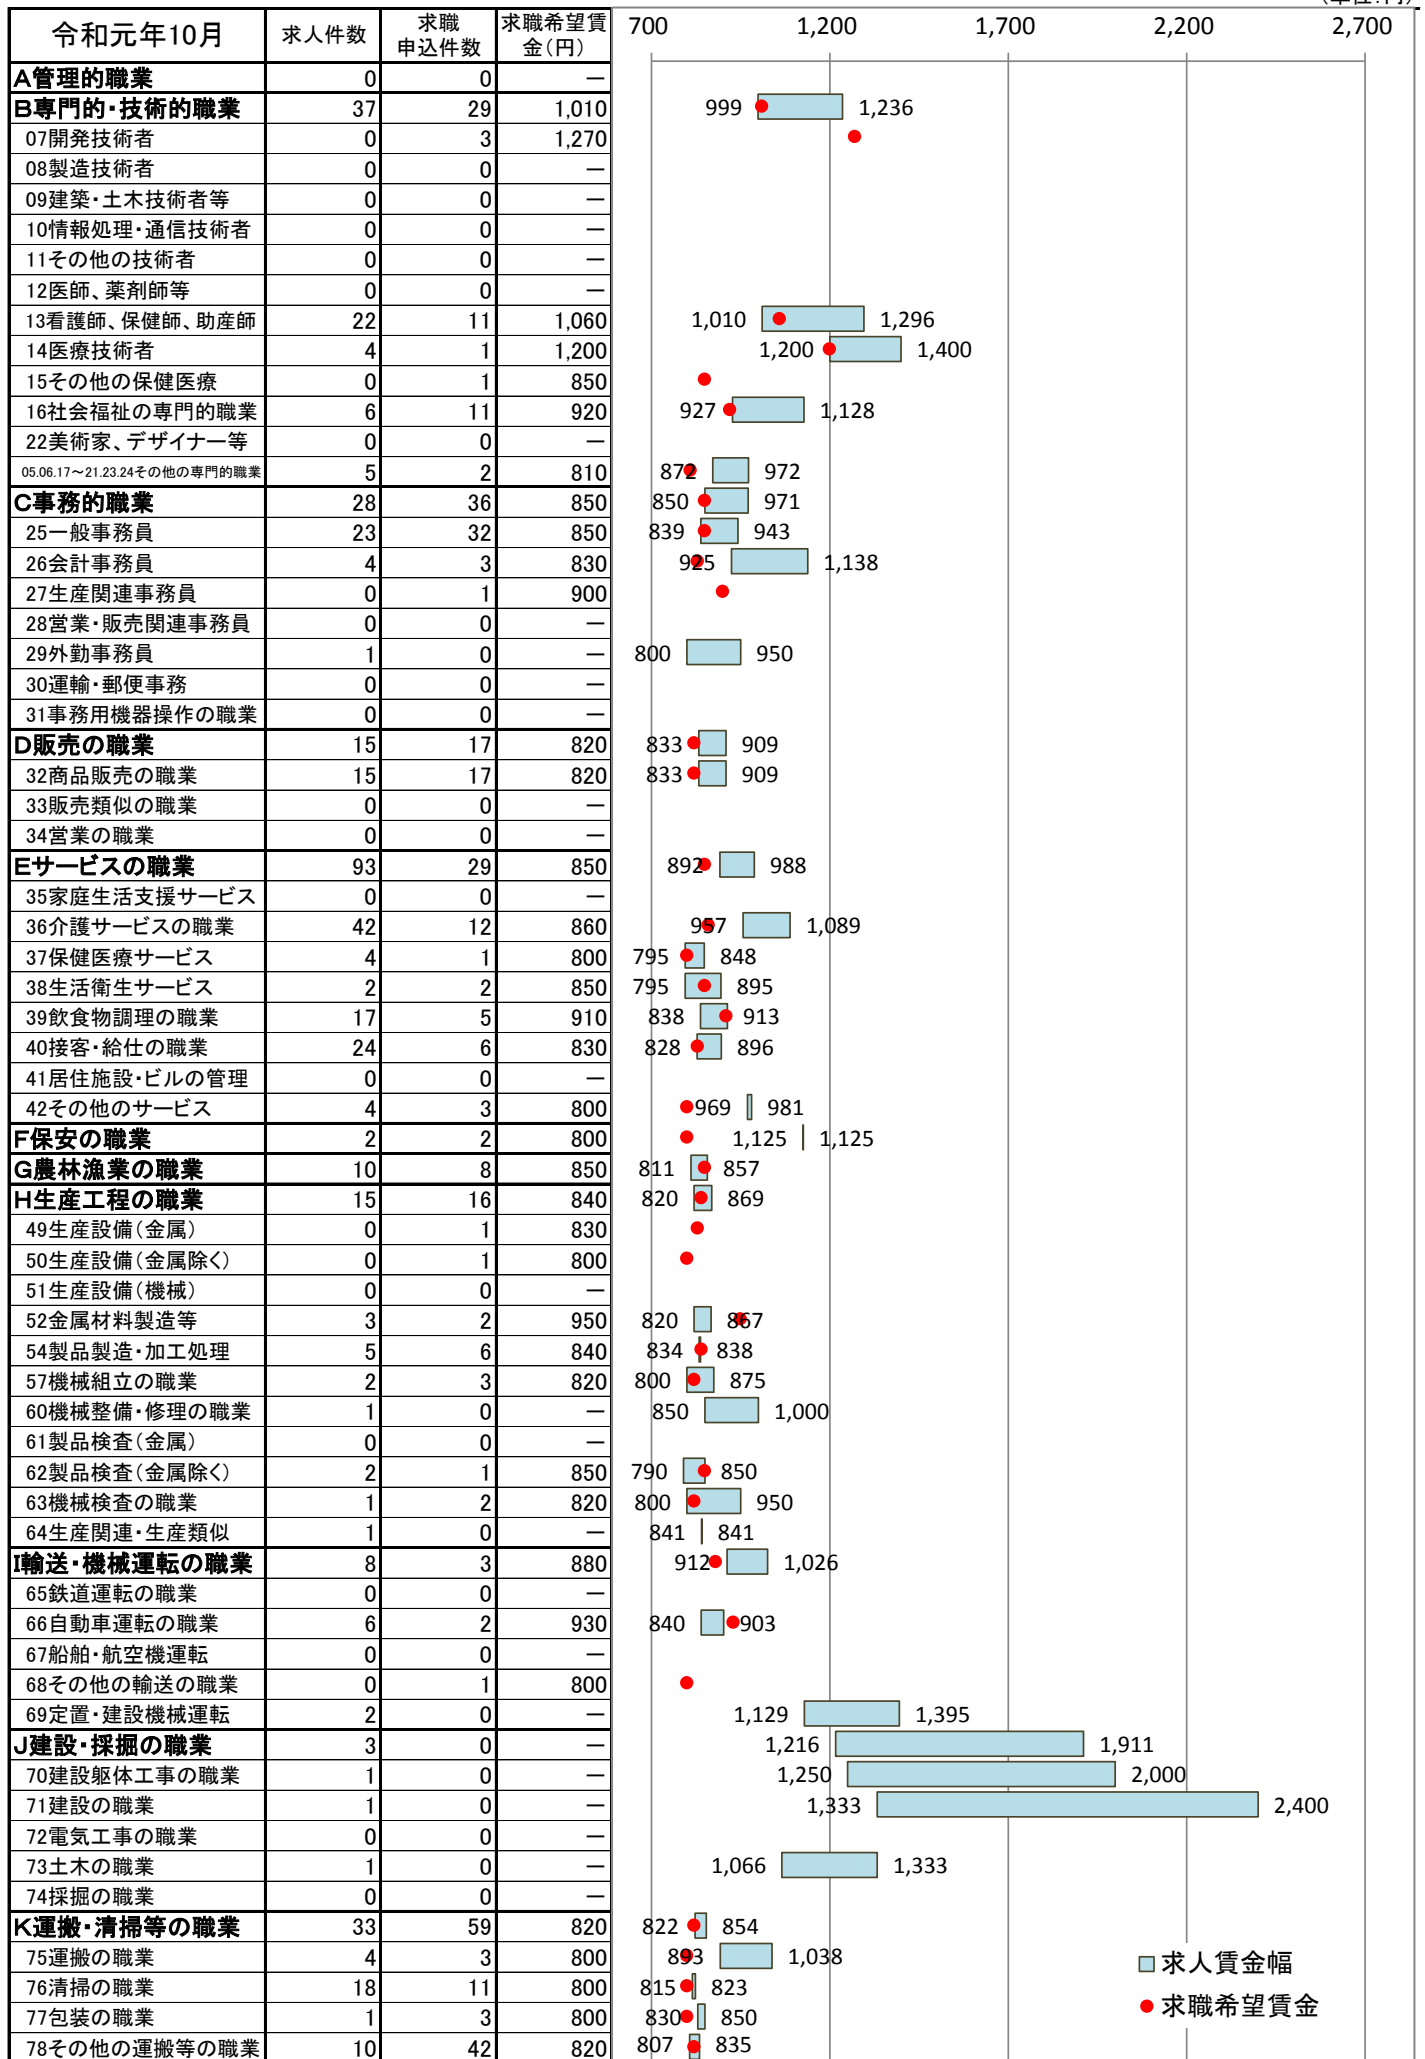 (単位:円)
令和元年10月 求人件数 求職申込件数 求職希望賃金(円) 700 1,200 1,700 2,200 2,700
A管理的職業 0 0 ―
B専門的・技術的職業 37 29 1,010 999 1,236
07開発技術者 0 3 1,270
08製造技術者 0 0 ―
09建築・土木技術者等 0 0 ―
10情報処理・通信技術者 0 0 ―
11その他の技術者 0 0 ―
12医師、薬剤師等 0 0 ―
13看護師、保健師、助産師 22 11 1,060 1,010 1,296
14医療技術者 4 1 1,200 1,200 1,400
15その他の保健医療 0 1 850
16社会福祉の専門的職業 6 11 920 927 1,128
22美術家、デザイナー等 0 0 ―
05.06.17～21.23.24その他の専門的職業 5 2 810 872 972
C事務的職業 28 36 850 850 971
25一般事務員 23 32 850 839 943
26会計事務員 4 3 830 925 1,138
27生産関連事務員 0 1 900
28営業・販売関連事務員 0 0 ―
29外勤事務員 1 0 ― 800 950
30運輸・郵便事務 0 0 ―
31事務用機器操作の職業 0 0 ―
D販売の職業 15 17 820 833 909
32商品販売の職業 15 17 820 833 909
33販売類似の職業 0 0 ―
34営業の職業 0 0 ―
Eサービスの職業 93 29 850 892 988
35家庭生活支援サービス 0 0 ―
36介護サービスの職業 42 12 860 957 1,089
37保健医療サービス 4 1 800 795 848
38生活衛生サービス 2 2 850 795 895
39飲食物調理の職業 17 5 910 838 913
40接客・給仕の職業 24 6 830 828 896
41居住施設・ビルの管理 0 0 ―
42その他のサービス 4 3 800 969 981
F保安の職業 2 2 800 1,125 1,125
G農林漁業の職業 10 8 850 811 857
H生産工程の職業 15 16 840 820 869
49生産設備(金属) 0 1 830
50生産設備(金属除く) 0 1 800
51生産設備(機械) 0 0 ―
52金属材料製造等 3 2 950 820 867
54製品製造・加工処理 5 6 840 834 838
57機械組立の職業 2 3 820 800 875
60機械整備・修理の職業 1 0 ― 850 1,000
61製品検査(金属) 0 0 ―
62製品検査(金属除く) 2 1 850 790 850
63機械検査の職業 1 2 820 800 950
64生産関連・生産類似 1 0 ― 841 841
I輸送・機械運転の職業 8 3 880 912 1,026
65鉄道運転の職業 0 0 ―
66自動車運転の職業 6 2 930 840 903
67船舶・航空機運転 0 0 ―
68その他の輸送の職業 0 1 800
69定置・建設機械運転 2 0 ― 1,129 1,395
J建設・採掘の職業 3 0 ― 1,216 1,911
70建設躯体工事の職業 1 0 ― 1,250 2,000
71建設の職業 1 0 ― 1,333 2,400
72電気工事の職業 0 0 ―
73土木の職業 1 0 ― 1,066 1,333
74採掘の職業 0 0 ―
K運搬・清掃等の職業 33 59 820 822 854
75運搬の職業 4 3 800 893 1,038
76清掃の職業 18 11 800 815 823
77包装の職業 1 3 800 830 850
78その他の運搬等の職業 10 42 820 807 835
求人賃金幅
求職希望賃金